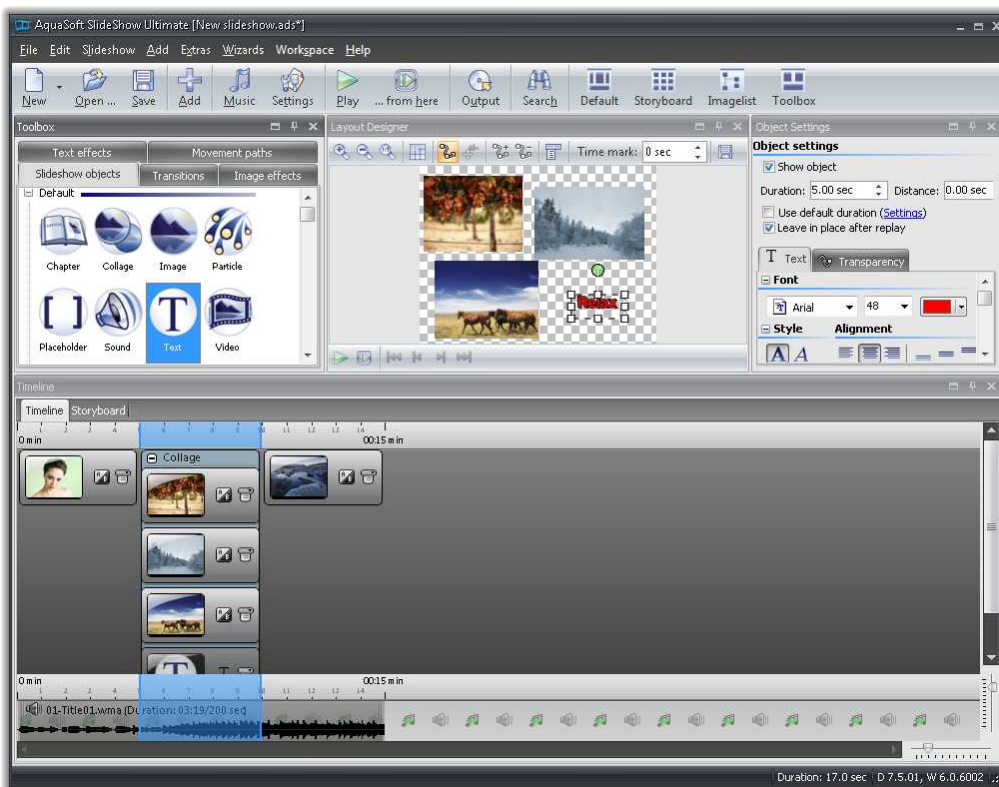 AquaSoft SlideShow Ultimate [New slideshow.ads*]
File Edit Slideshow Add Extras Wizards Workspace Help
New Open ... Save Add Music Settings Play ... from here Output Search Default Storyboard Imagelist Toolbox
Toolbox
Text effects Movement paths
Slideshow objects Transitions Image effects
Default
Chapter Collage Image Particle
Placeholder Sound Text Video
Layout Designer
Time mark: 0 sec
Relax
Object Settings
Object settings
Show object
Duration: 5.00 sec Distance: 0.00 sec
Use default duration (Settings)
Leave in place after replay
T Text Transparency
Font
Arial 48
Style Alignment
A A
Timeline
Timeline Storyboard
0 min 00:15 min
Collage
0 min 00:15 min
01-Title01.wma (Duration: 03:19/200 sec)
Duration: 17.0 sec D 7.5.01, W 6.0.6002